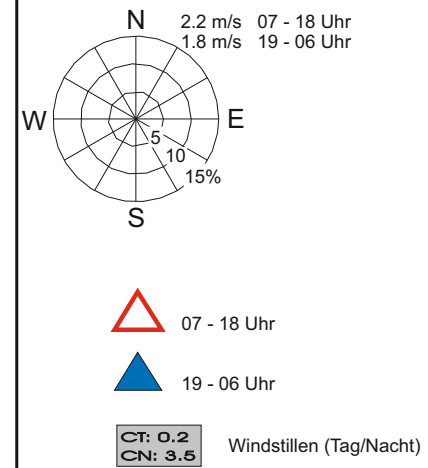 N
2.2 m/s 07 - 18 Uhr
1.8 m/s 19 - 06 Uhr
W
E
5
10
15%
S
07 - 18 Uhr
19 - 06 Uhr
CT: 0.2
CN: 3.5
Windstillen (Tag/Nacht)